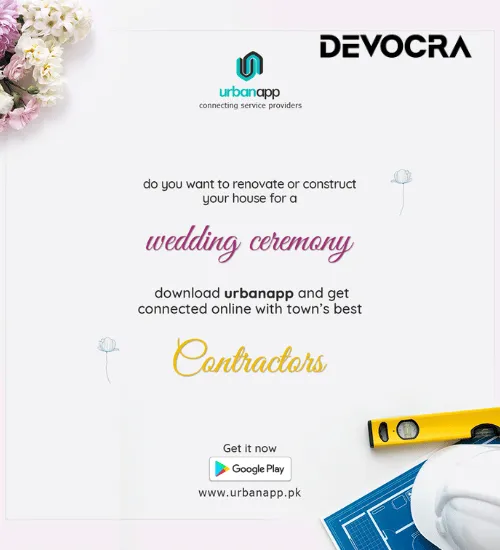 DEVOCRA
urbanapp
connecting service providers
do you want to renovate or construct
your house for a
wedding ceremony
download urbanapp and get
connected online with town's best
Contractors
Get it now
Google Play
www.urbanapp.pk